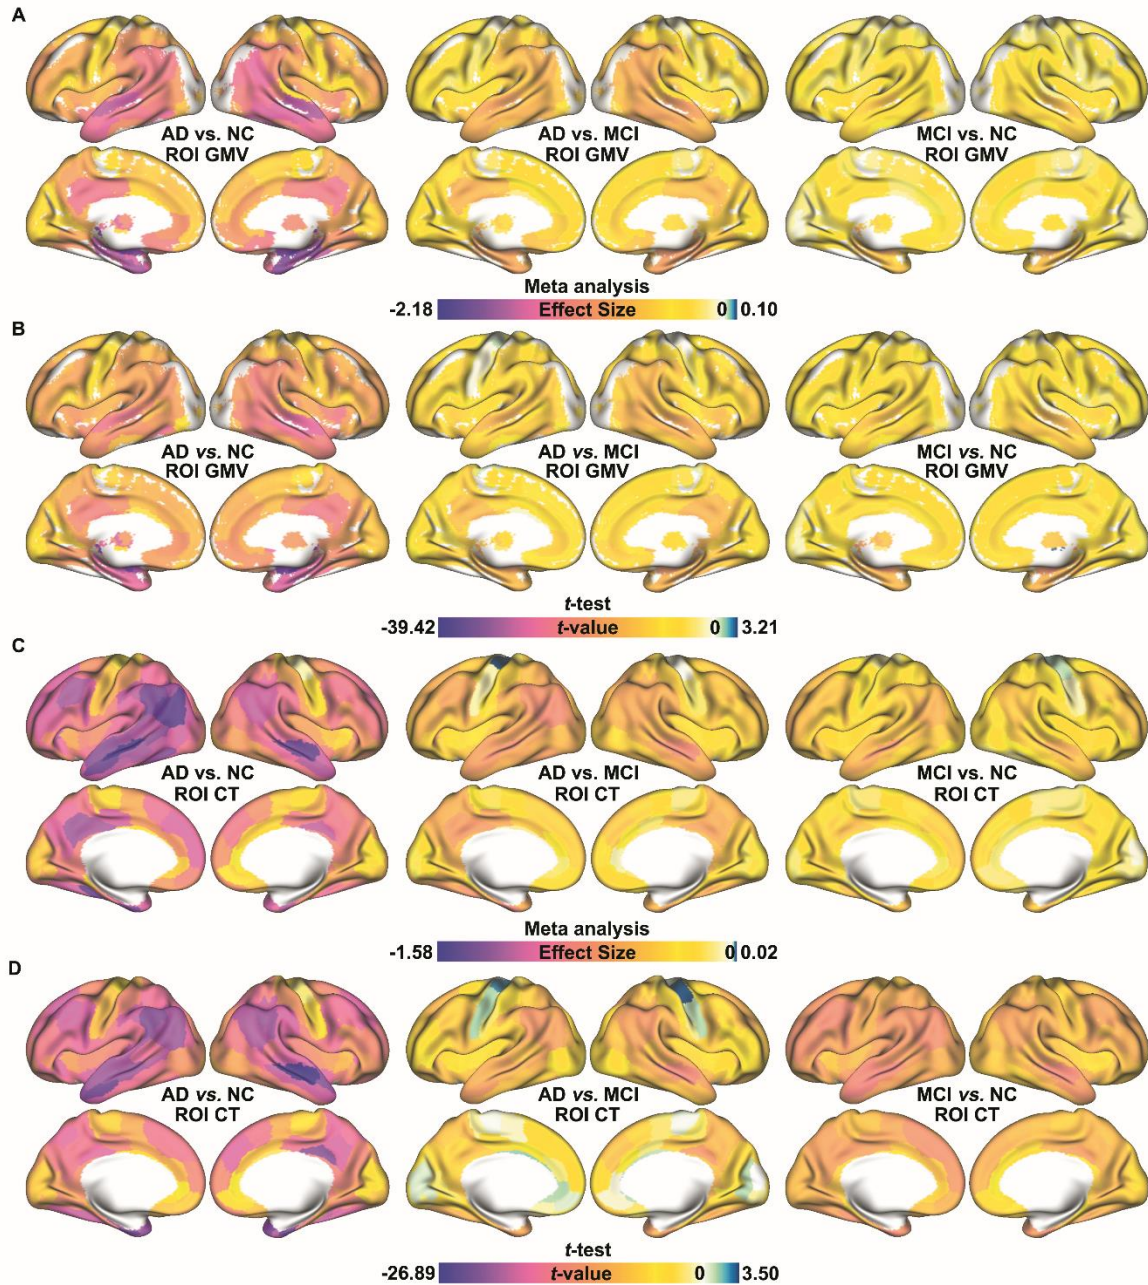 A
AD vs. NC
ROI GMV
AD vs. MCI
ROI GMV
MCI vs. NC
ROI GMV
Meta analysis
-2.18 Effect Size 0 0.10
B
AD vs. NC
ROI GMV
AD vs. MCI
ROI GMV
MCI vs. NC
ROI GMV
t-test
-39.42 t-value 0 3.21
C
AD vs. NC
ROI CT
AD vs. MCI
ROI CT
MCI vs. NC
ROI CT
Meta analysis
-1.58 Effect Size 0 0.02
D
AD vs. NC
ROI CT
AD vs. MCI
ROI CT
MCI vs. NC
ROI CT
t-test
-26.89 t-value 0 3.50